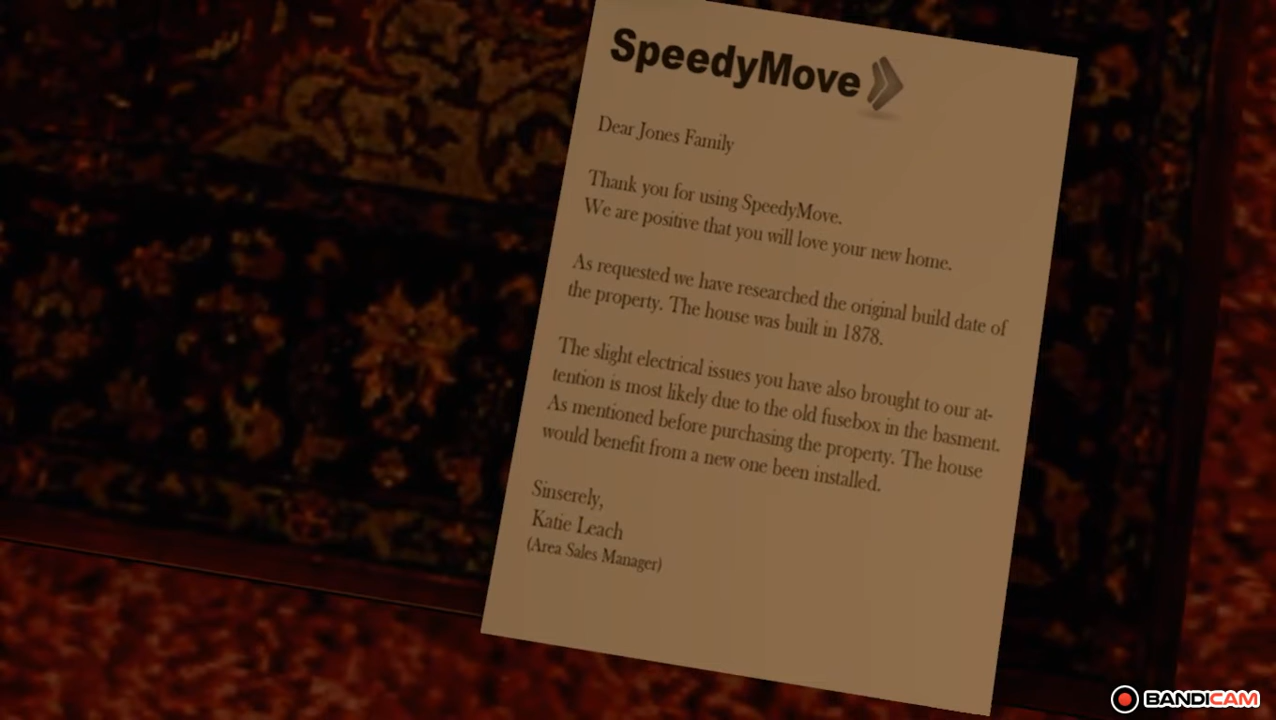 SpeedyMove
Dear Jones Family
Thank you for using SpeedyMove.
We are positive that you will love your new home.
As requested we have researched the original build date of
the property. The house was built in 1878.
The slight electrical issues you have also brought to our at-
tention is most likely due to the old fusebox in the basment.
As mentioned before purchasing the property. The house
would benefit from a new one been installed.
Sinserely,
Katie Leach
(Area Sales Manager)
BANDICAM